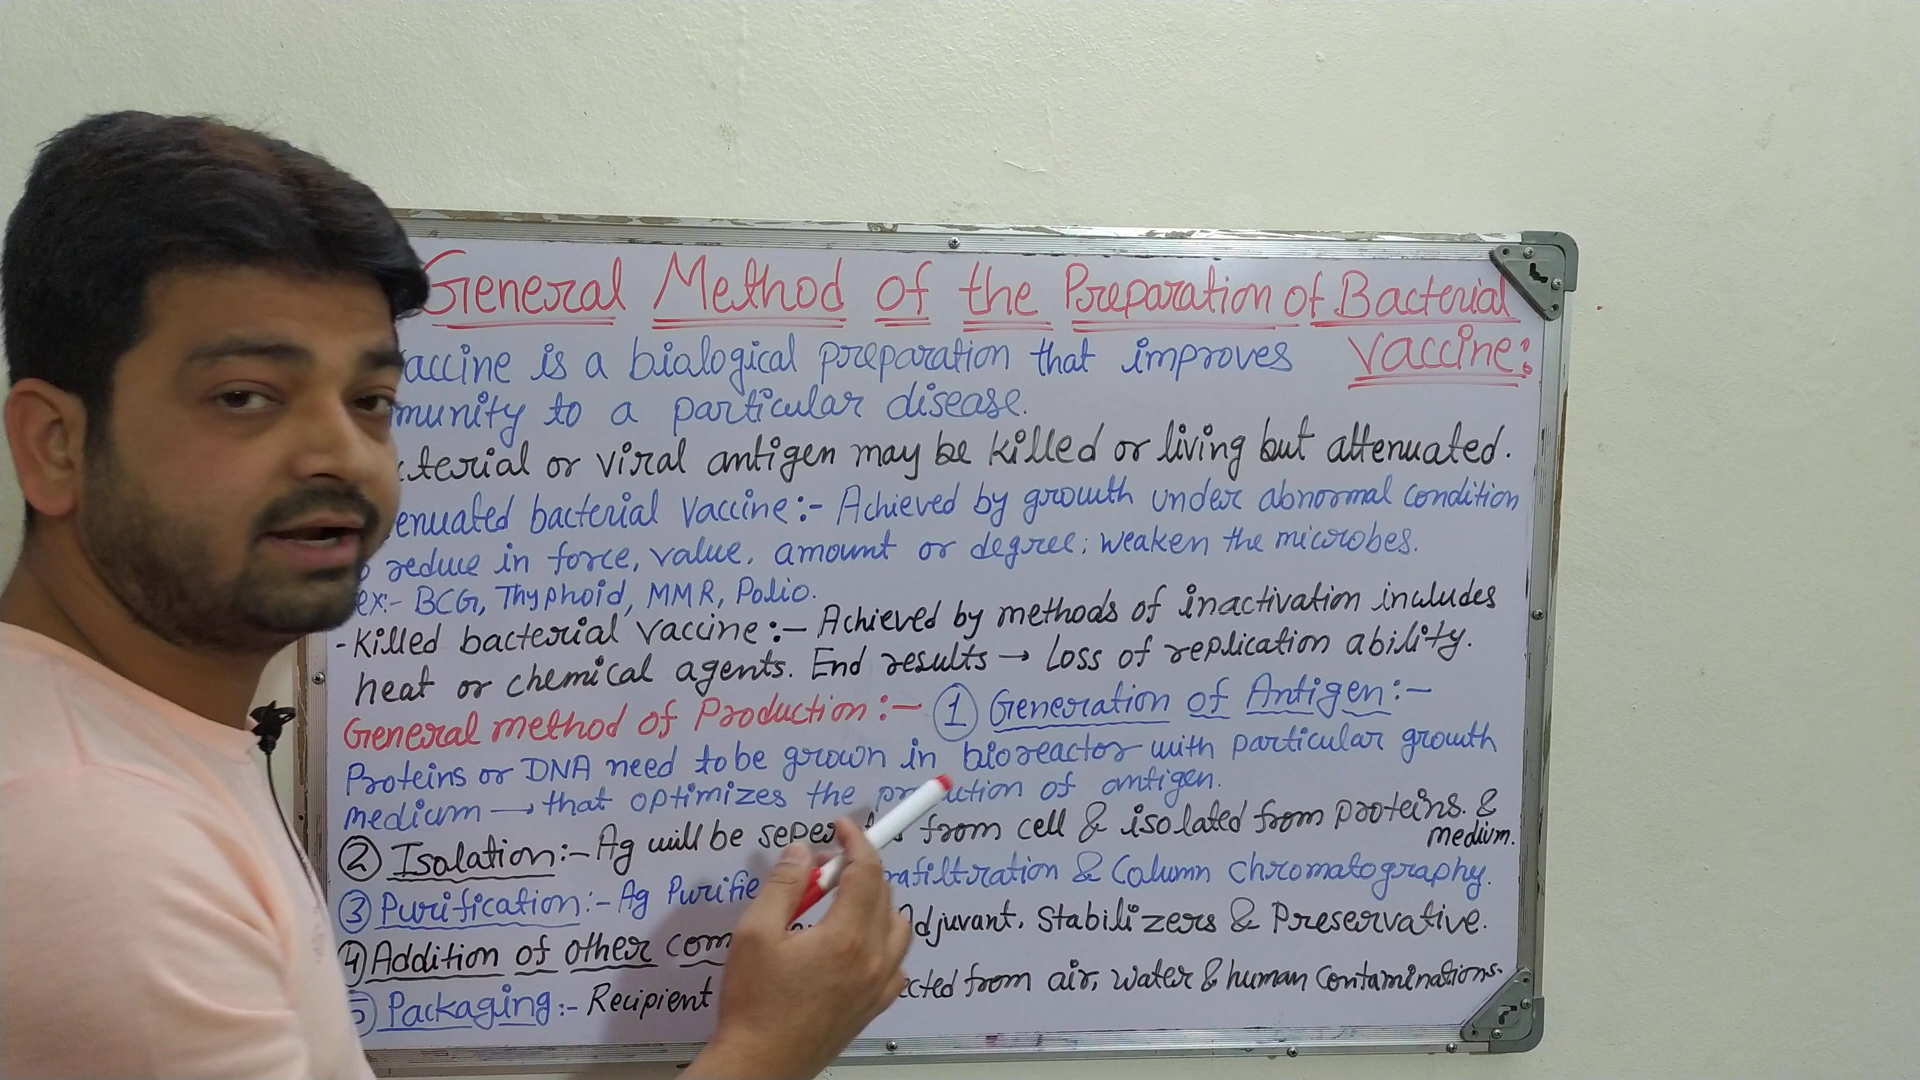 General Method of the Preparation of Bacterial
Vaccine:
accine is a biological preparation that improves
munity to a particular disease.
terial or viral antigen may be killed or living but attenuated.
enuated bacterial vaccine:- Achieved by growth under abnormal condition
reduce in force, value, amount or degree; weaken the microbes.
ex:- BCG, Thyphoid, MMR, Polio.
- Killed bacterial vaccine:- Achieved by methods of inactivation includes
heat or chemical agents. End results → Loss of replication ability.
General method of Production:- ① Generation of Antigen:-
Proteins or DNA need to be grown in bioreactor with particular growth
medium → that optimizes the production of antigen.
② Isolation:- Ag will be from cell & isolated from proteins. &
medium.
③ Purification:- Ag Purifie rafiltration & Column chromatography.
④ Addition of other com Adjuvant, Stabilizers & Preservative.
⑤ Packaging:- Recipient ected from air, water & human contaminations.